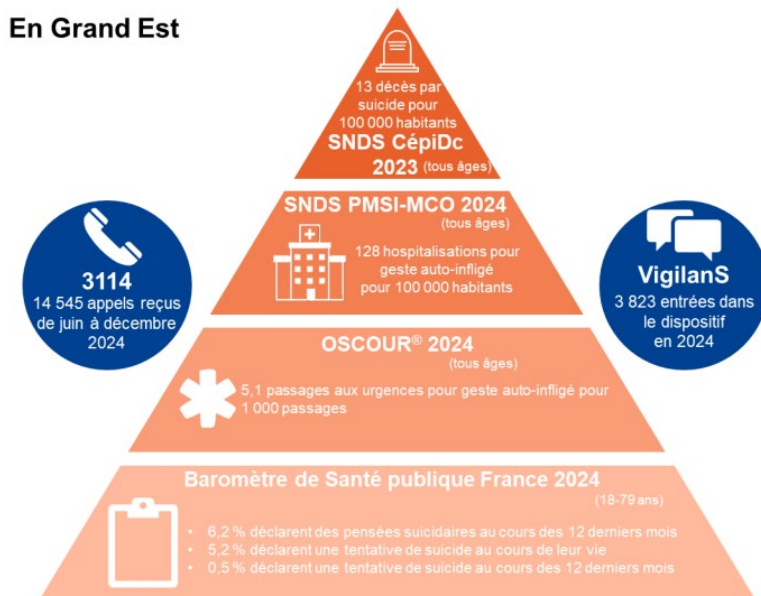 En Grand Est
13 décès par
suicide pour
100 000 habitants
SNDS CépiDc
2023 (tous âges)
SNDS PMSI-MCO 2024
(tous âges)
128 hospitalisations pour
geste auto-infligé
pour 100 000 habitants
3114
14 545 appels reçus
de juin à décembre
2024
VigilanS
3 823 entrées dans
le dispositif
en 2024
OSCOUR® 2024
(tous âges)
5,1 passages aux urgences pour geste auto-infligé pour
1 000 passages
Baromètre de Santé publique France 2024
(18-79 ans)
• 6,2 % déclarent des pensées suicidaires au cours des 12 derniers mois
• 5,2 % déclarent une tentative de suicide au cours de leur vie
• 0,5 % déclarent une tentative de suicide au cours des 12 derniers mois